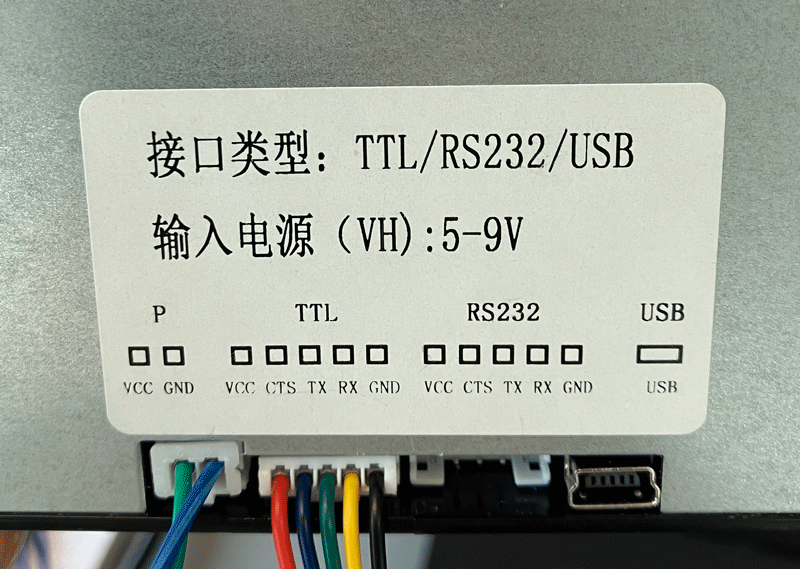 接口类型：TTL/RS232/USB
输入电源（VH):5-9V
P TTL RS232 USB
VCC GND VCC CTS TX RX GND VCC CTS TX RX GND USB